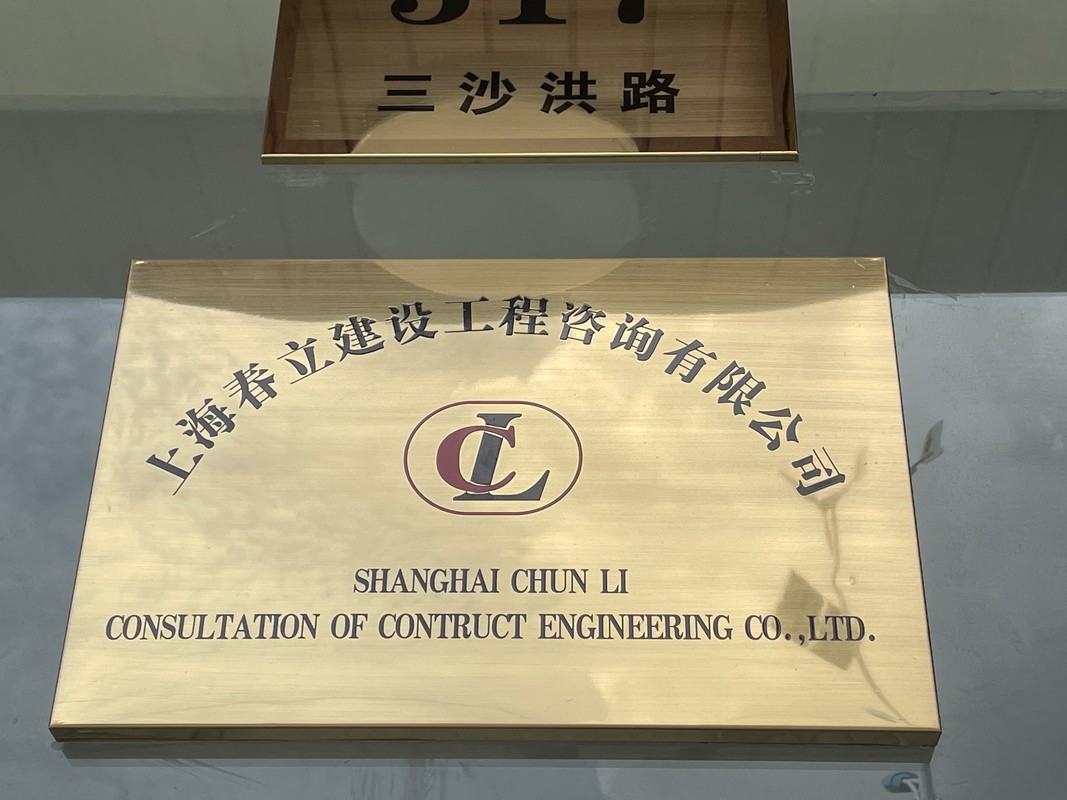 317
三沙洪路
上海春立建设工程咨询有限公司
CL
SHANGHAI CHUN LI
CONSULTATION OF CONTRUCT ENGINEERING CO.,LTD.